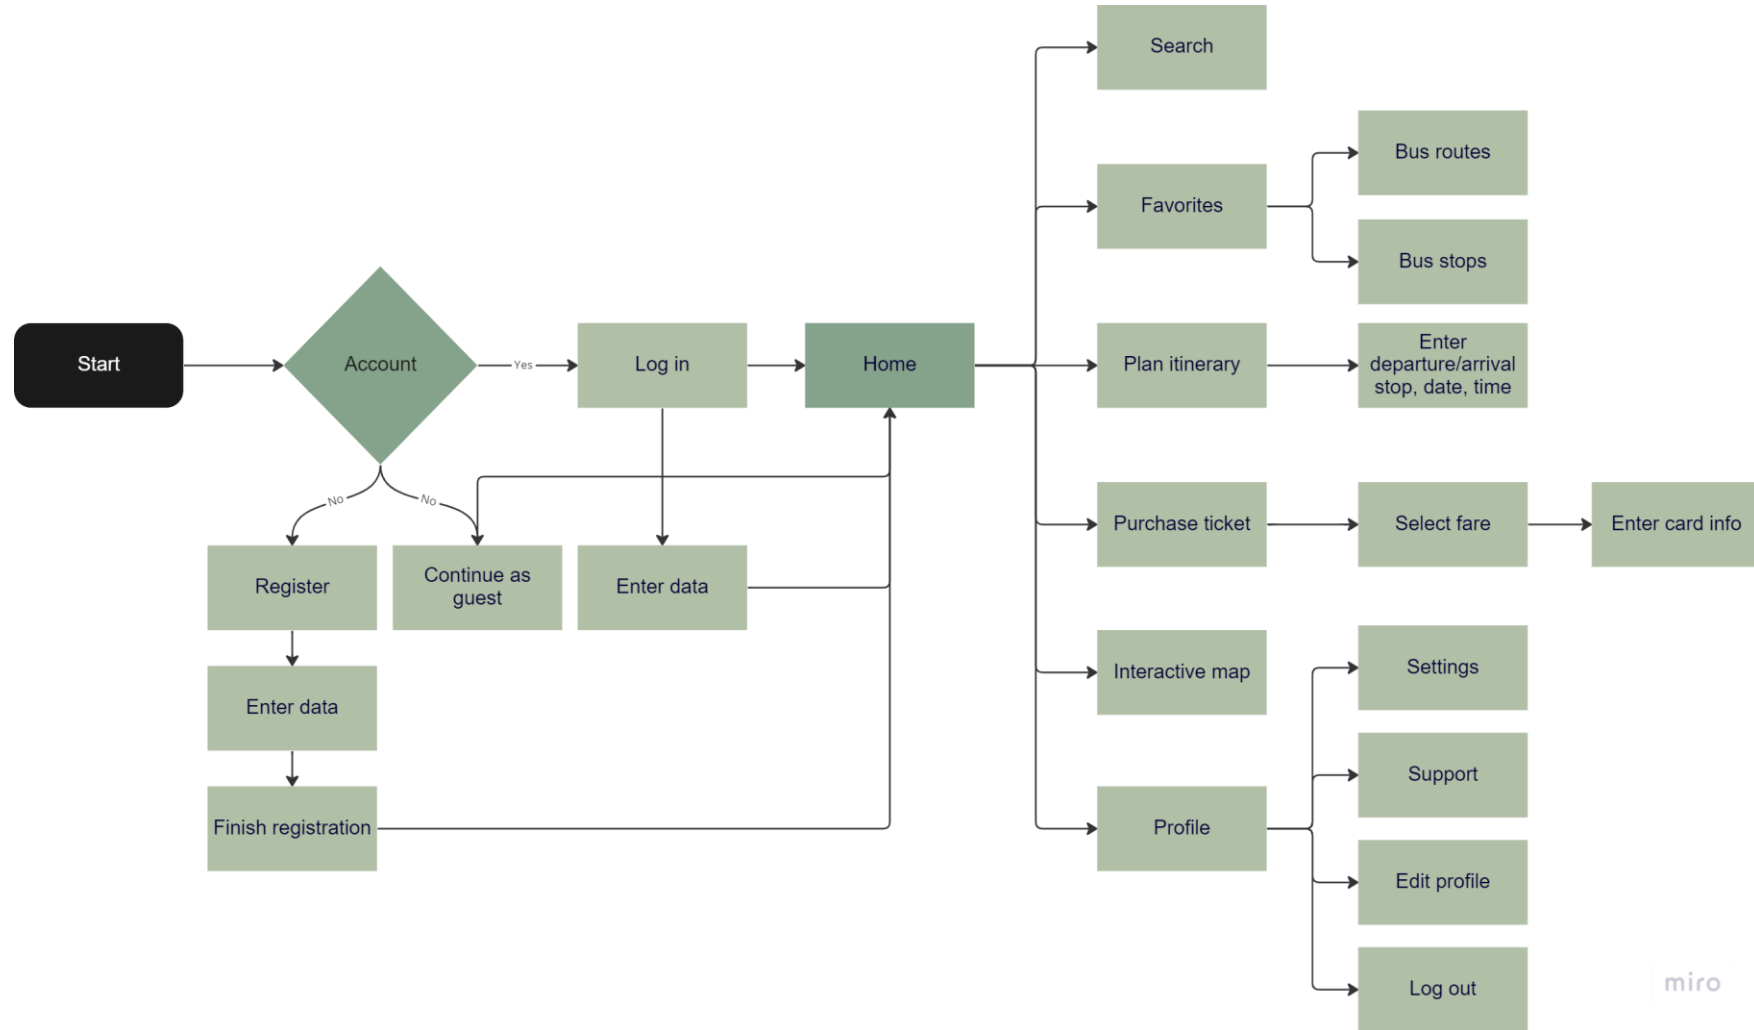 Search
Bus routes
Favorites
Bus stops
Start
Account
Yes
Log in
Home
Plan itinerary
Enter
departure/arrival
stop, date, time
No
No
Purchase ticket
Select fare
Enter card info
Register
Continue as
guest
Enter data
Interactive map
Settings
Enter data
Support
Finish registration
Profile
Edit profile
Log out
miro